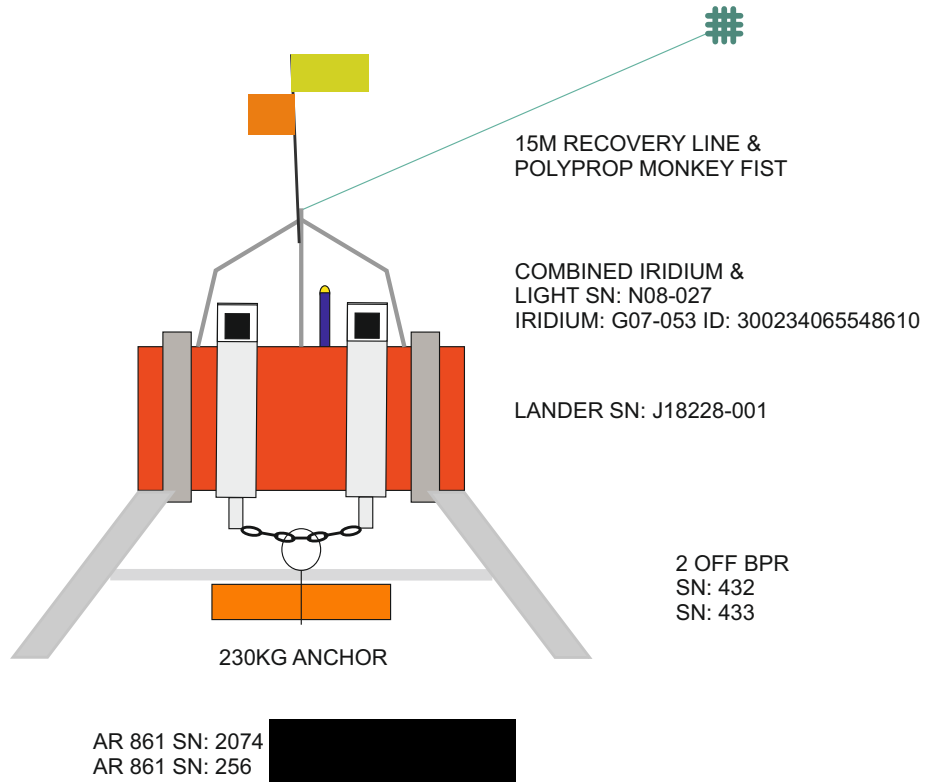 15M RECOVERY LINE &
POLYPROP MONKEY FIST
COMBINED IRIDIUM &
LIGHT SN: N08-027
IRIDIUM: G07-053 ID: 300234065548610
LANDER SN: J18228-001
2 OFF BPR
SN: 432
SN: 433
230KG ANCHOR
AR 861 SN: 2074
AR 861 SN: 256